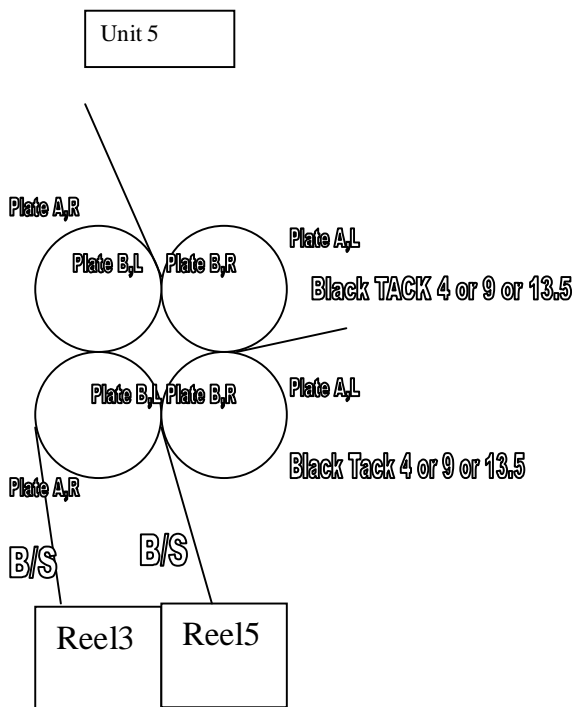 Unit 5
Plate A,R
Plate B,L
Plate B,R
Plate A,L
Black TACK 4 or 9 or 13.5
Plate B,L
Plate B,R
Plate A,L
Black Tack 4 or 9 or 13.5
Plate A,R
B/S
B/S
Reel3
Reel5